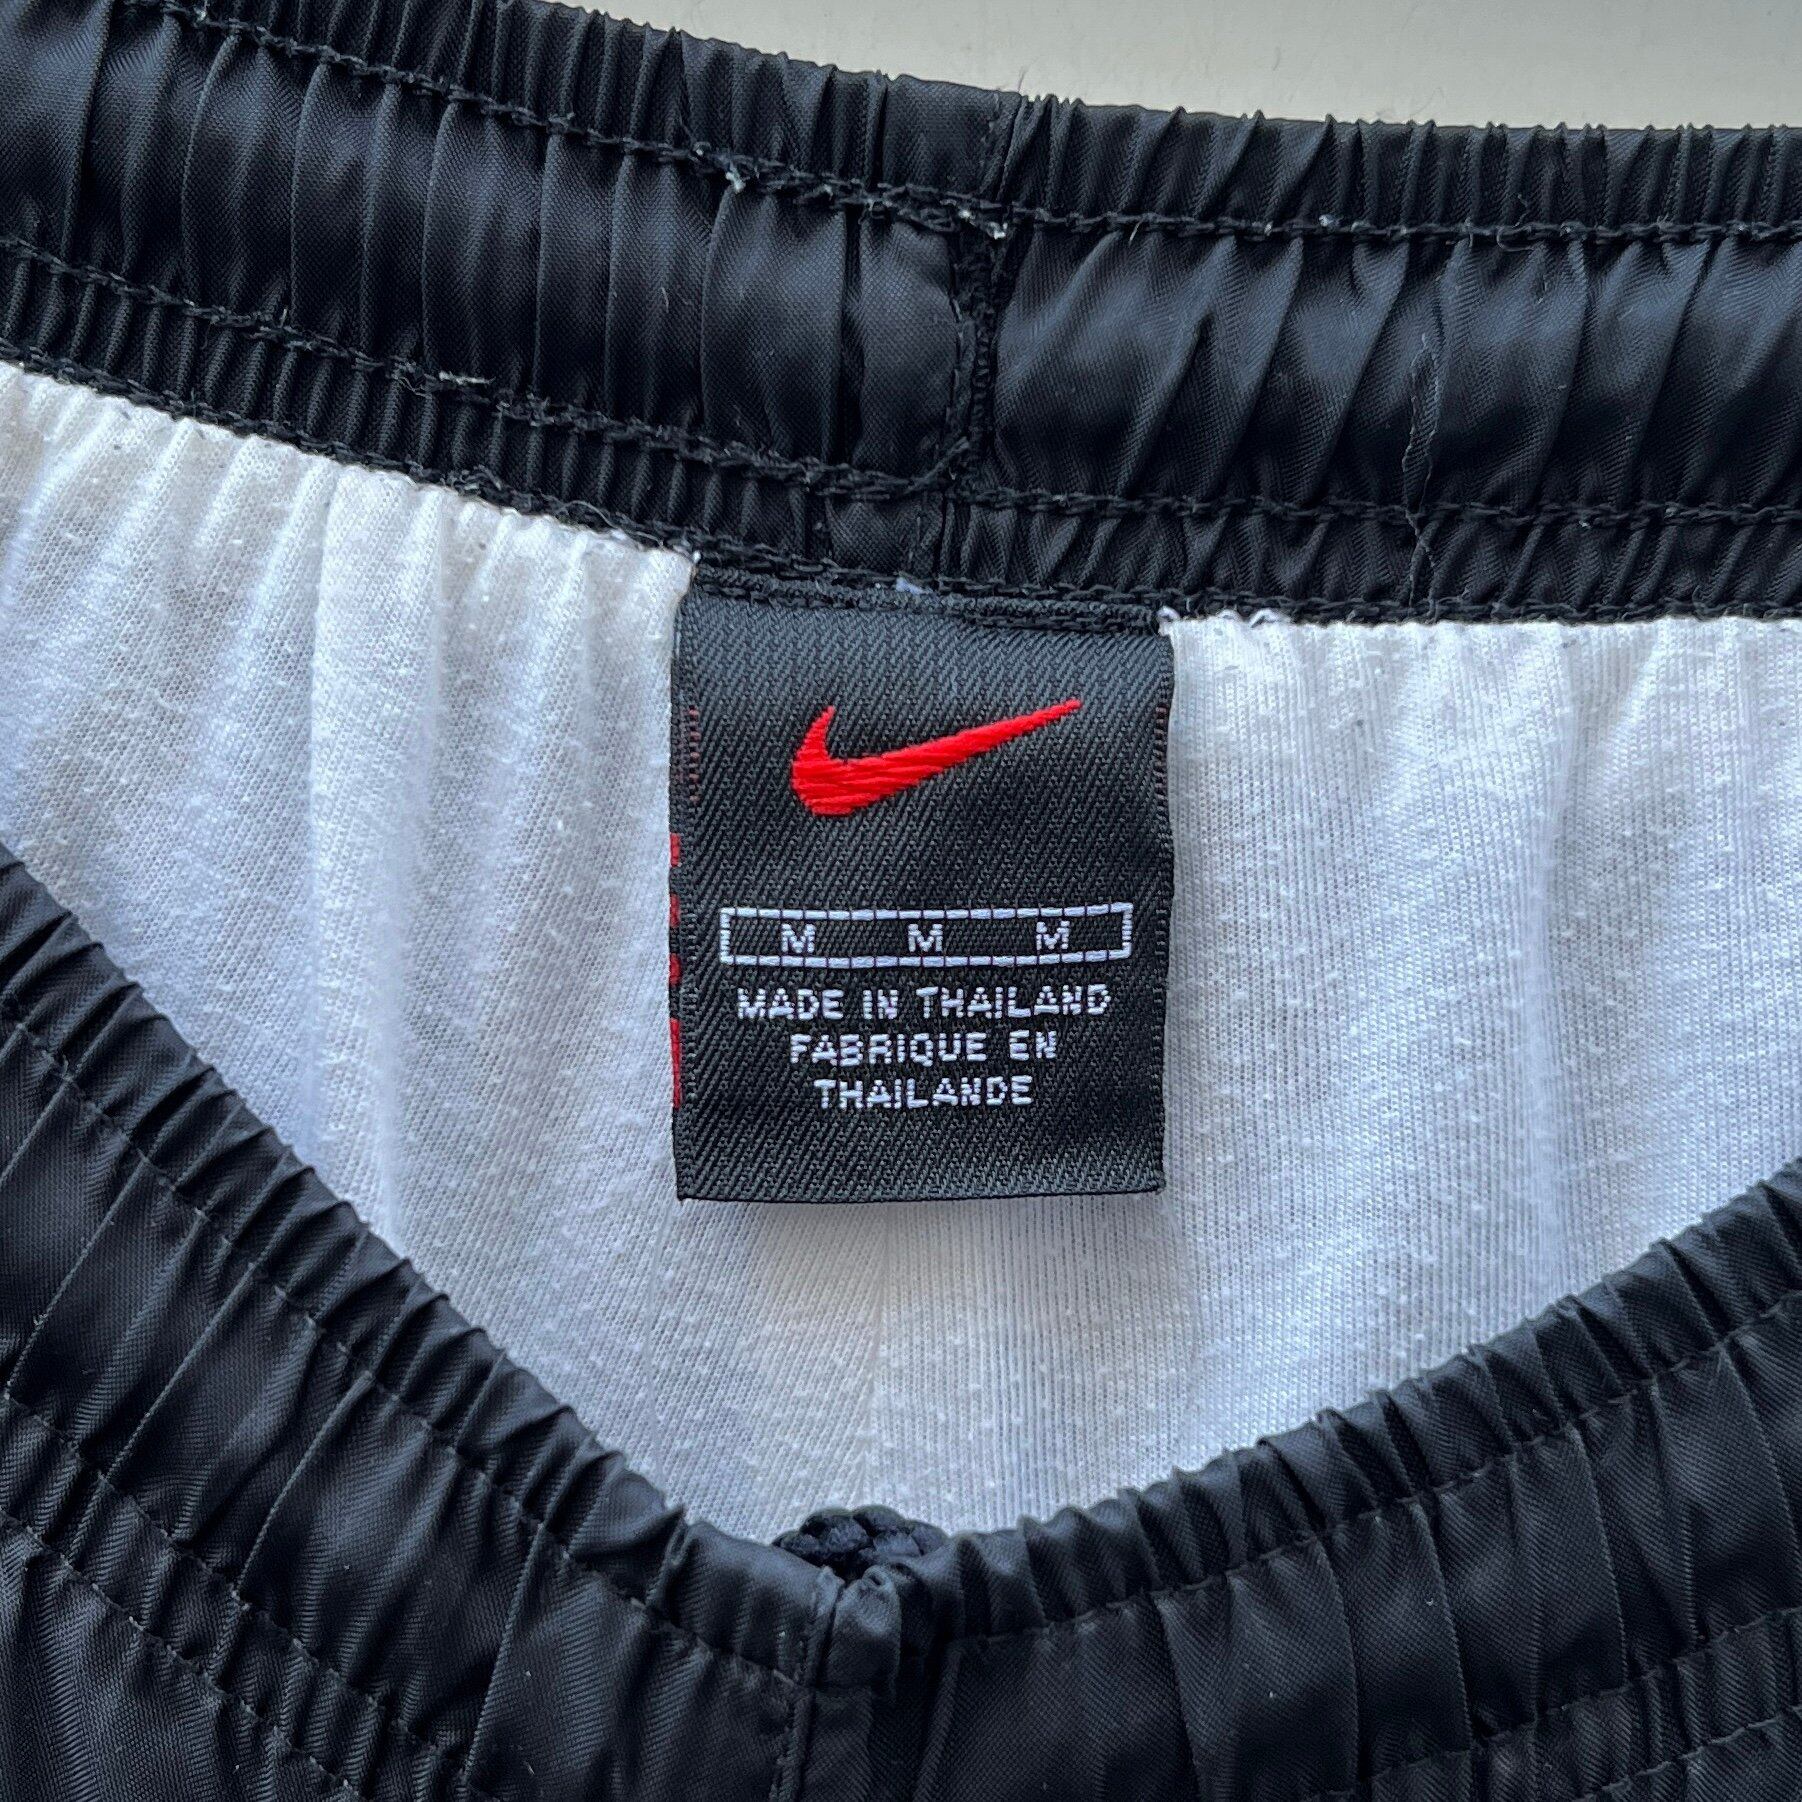 M M M
MADE IN THAILAND
FABRIQUE EN
THAILANDE